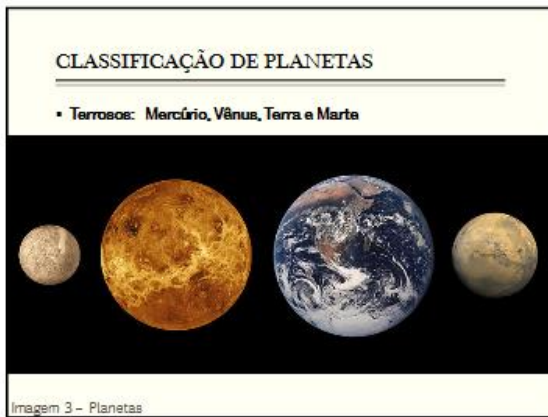 CLASSIFICAÇÃO DE PLANETAS
▪ Terrosos: Mercúrio, Vênus, Terra e Marte
Imagem 3 – Planetas